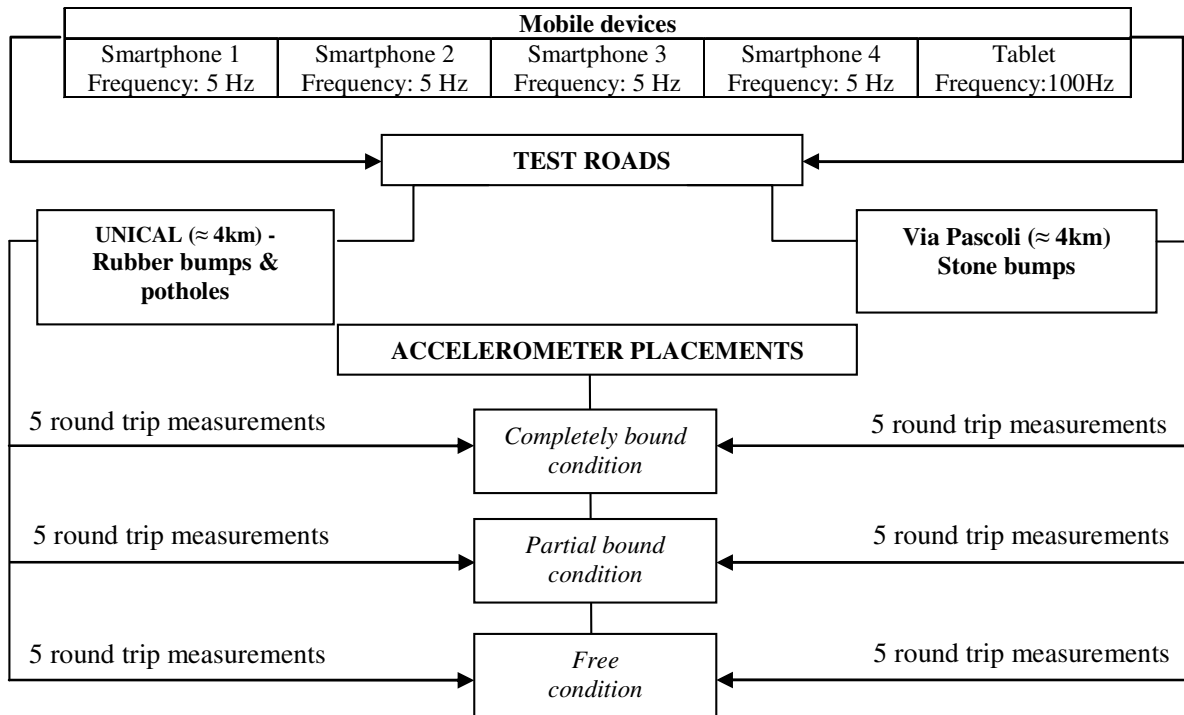 Mobile devices
Smartphone 1
Frequency: 5 Hz
Smartphone 2
Frequency: 5 Hz
Smartphone 3
Frequency: 5 Hz
Smartphone 4
Frequency: 5 Hz
Tablet
Frequency:100Hz
TEST ROADS
UNICAL (≈ 4km) -
Rubber bumps &
potholes
Via Pascoli (≈ 4km)
Stone bumps
ACCELEROMETER PLACEMENTS
5 round trip measurements
Completely bound
condition
5 round trip measurements
5 round trip measurements
Partial bound
condition
5 round trip measurements
5 round trip measurements
Free
condition
5 round trip measurements